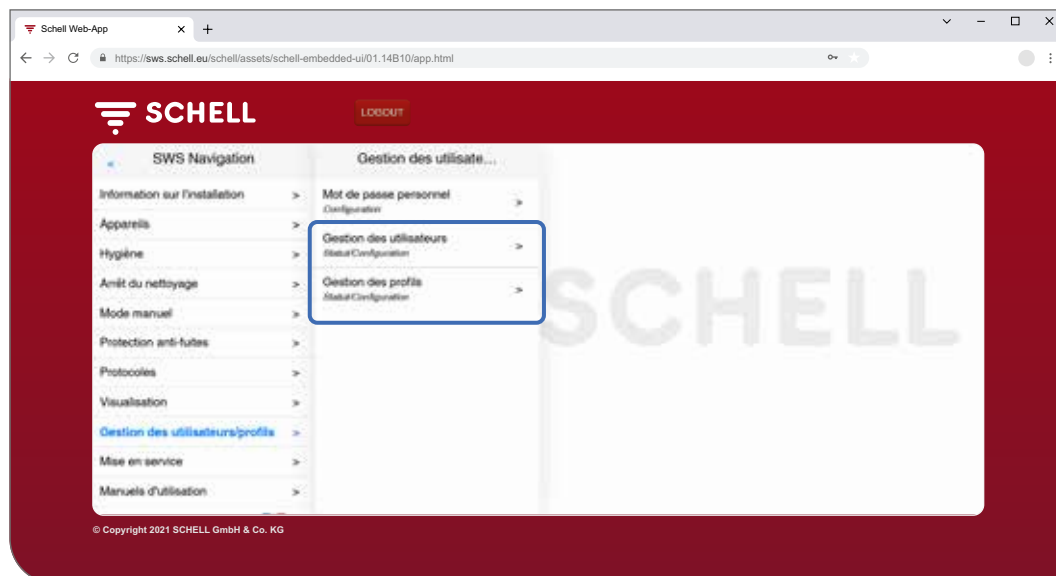 Schell Web-App
https://sws.schell.eu/schell/assets/schell-embedded-ui/01.14B10/app.html
SCHELL
LOGOUT
SWS Navigation
Information sur l'installation >
Appareils >
Hygiène >
Arrêt du nettoyage >
Mode manuel >
Protection anti-fuites >
Protocoles >
Visualisation >
Gestion des utilisateurs/profils >
Mise en service >
Manuels d'utilisation >
Gestion des utilisate...
Mot de passe personnel >
Configuration
Gestion des utilisateurs >
Statut/Configuration
Gestion des profils >
Statut/Configuration
SCHELL
© Copyright 2021 SCHELL GmbH & Co. KG